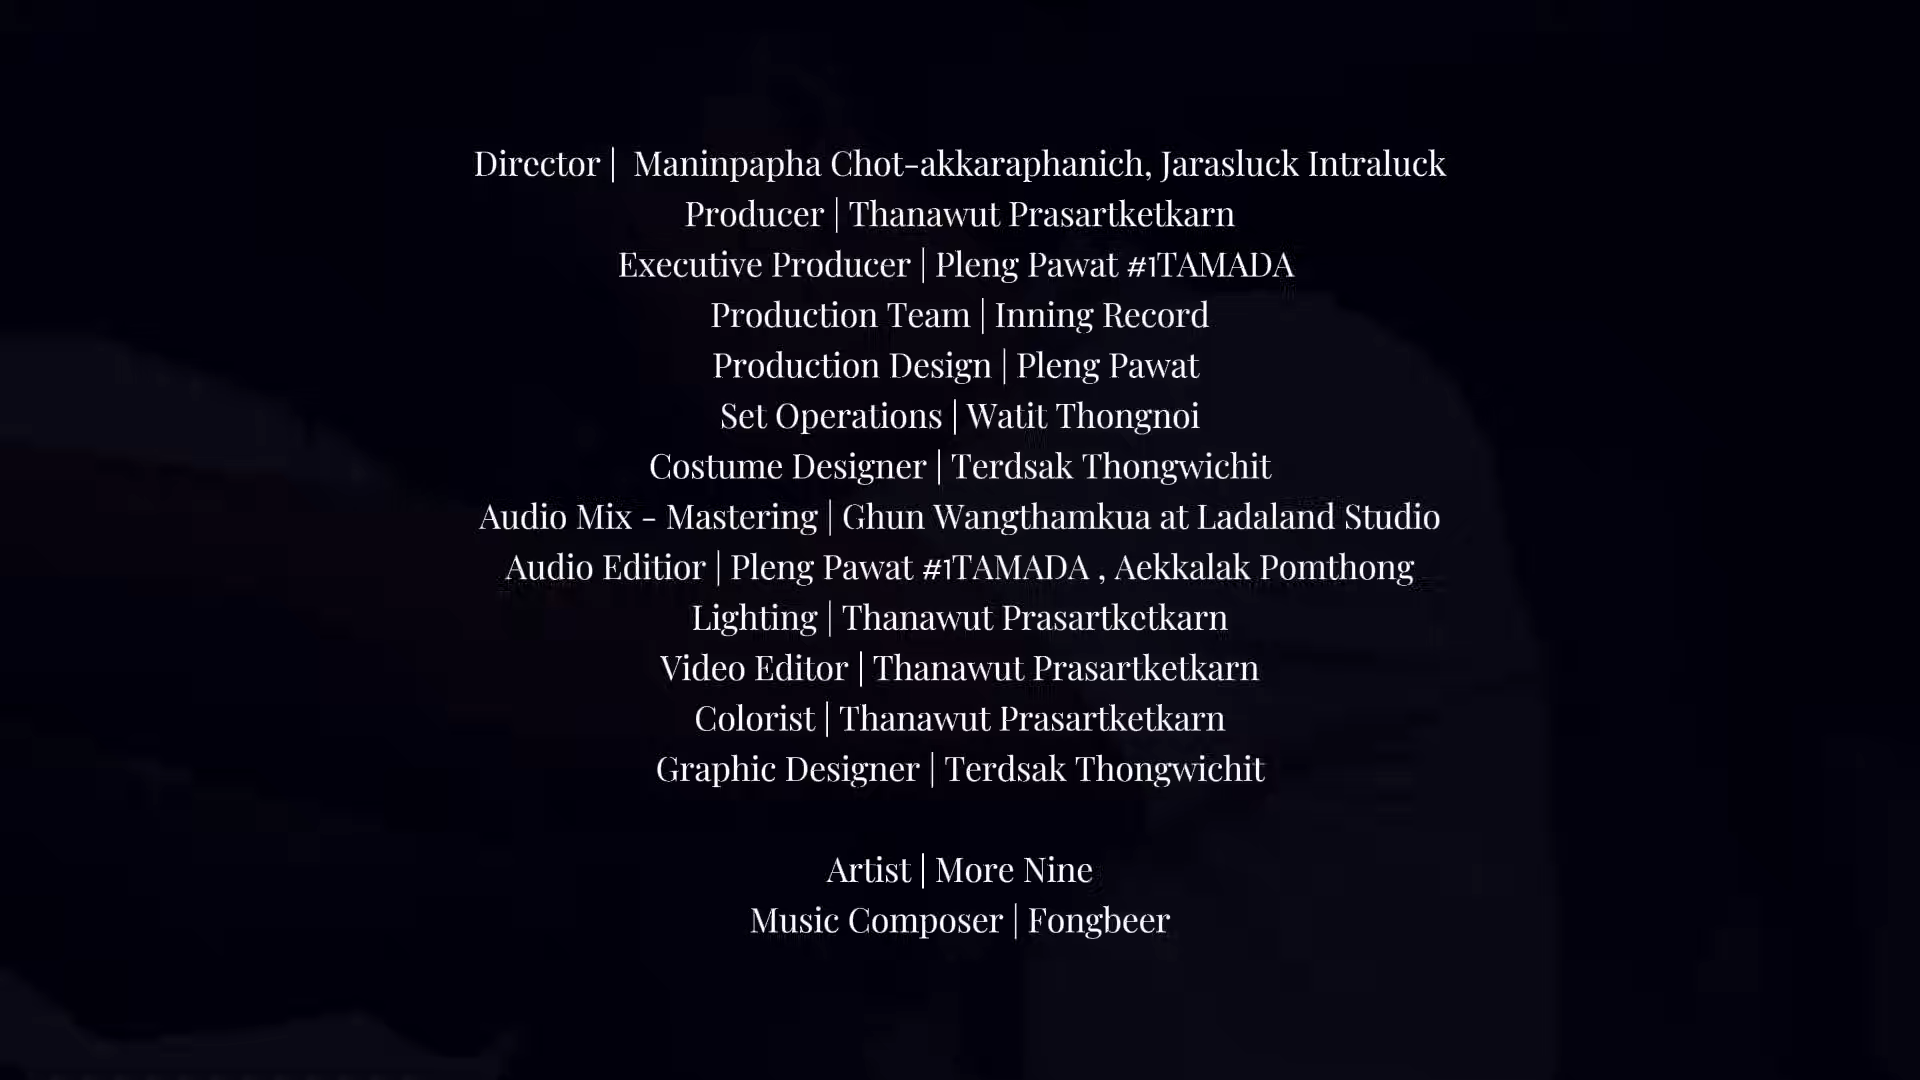 Director | Maninpapha Chot-akkaraphanich, Jarasluck Intraluck
Producer | Thanawut Prasartketkarn
Executive Producer | Pleng Pawat #1TAMADA
Production Team | Inning Record
Production Design | Pleng Pawat
Set Operations | Watit Thongnoi
Costume Designer | Terdsak Thongwichit
Audio Mix - Mastering | Ghun Wangthamkua at Ladaland Studio
Audio Editior | Pleng Pawat #1TAMADA , Aekkalak Pomthong
Lighting | Thanawut Prasartketkarn
Video Editor | Thanawut Prasartketkarn
Colorist | Thanawut Prasartketkarn
Graphic Designer | Terdsak Thongwichit
Artist | More Nine
Music Composer | Fongbeer